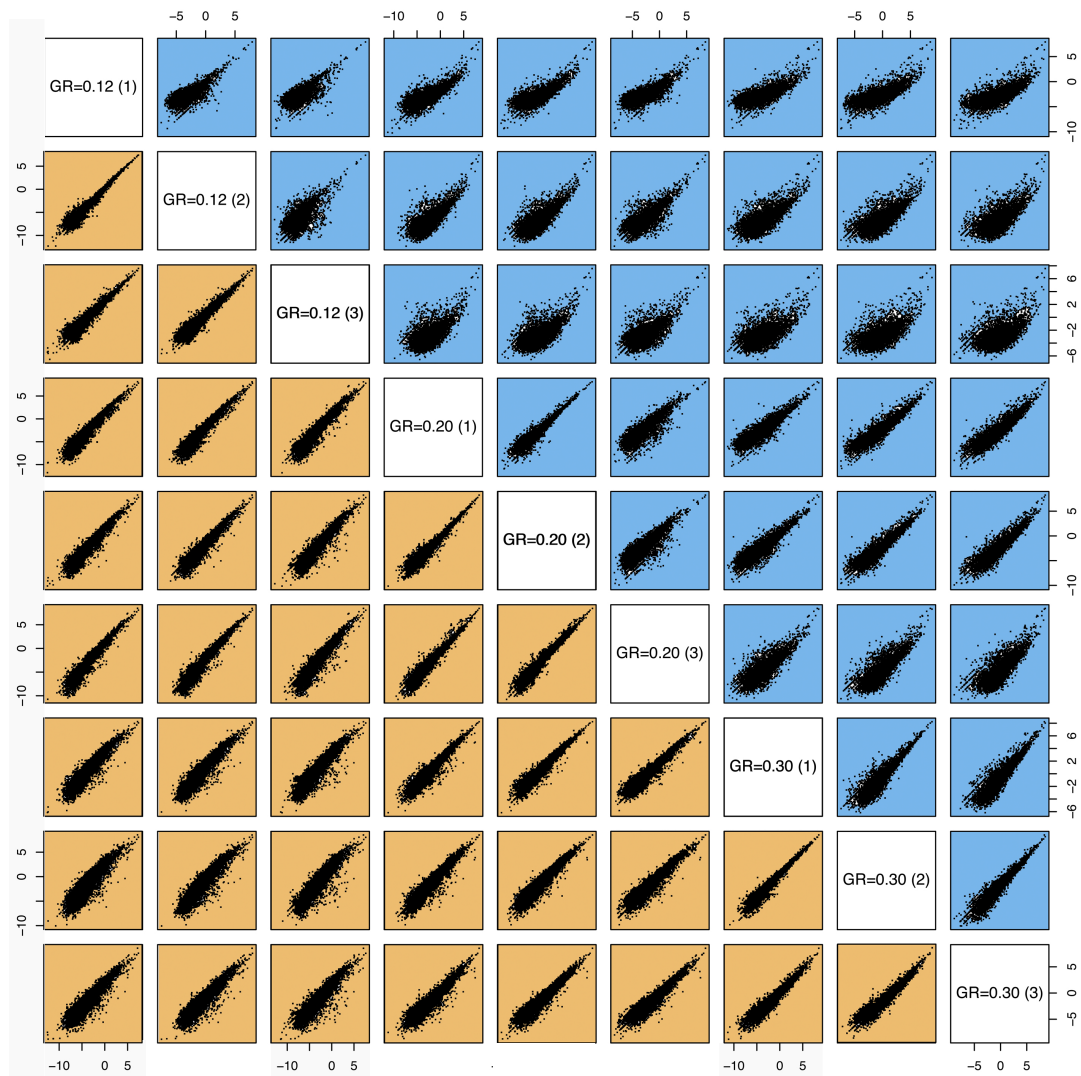 −5 0 5 −10 0 5 −5 0 5 −5 0 5
GR=0.12 (1)
5 0 −10
5 0 −10
GR=0.12 (2)
GR=0.12 (3)
6 2 −2 −6
5 0 −10
GR=0.20 (1)
GR=0.20 (2)
5 0 −10
5 0 −10
GR=0.20 (3)
GR=0.30 (1)
6 2 −2 −6
5 0 −10
GR=0.30 (2)
GR=0.30 (3)
5 0 −5
−10 0 5 −10 0 5 −10 0 5 −5 0 5